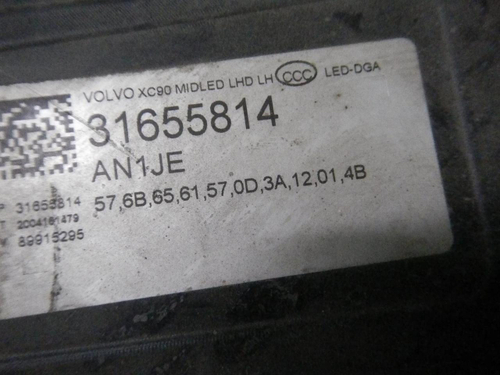 VOLVO XC90 MIDLED LHD LH CCC LED-DGA
31655814
AN1JE
57,6B,65,61,57,0D,3A,12,01,4B
P 31655814
T 2004161479
89915295